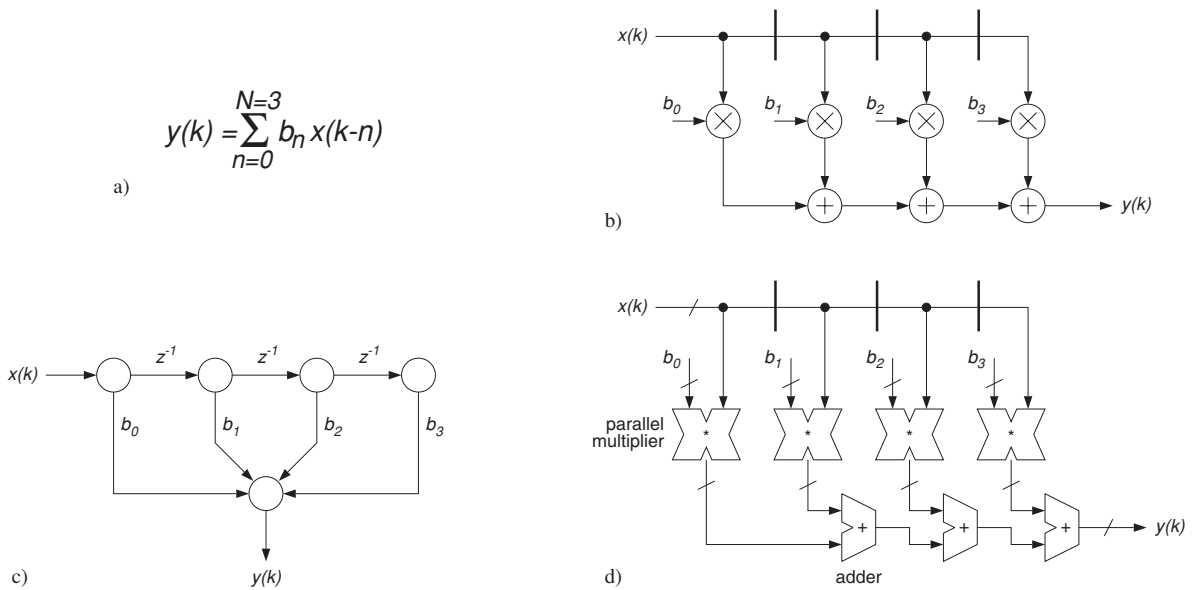 N=3
y(k) = ∑ b_n x(k-n)
n=0
a)
x(k)
b_0 b_1 b_2 b_3
+ + +
y(k)
b)
x(k) z^-1 z^-1 z^-1
b_0 b_1 b_2 b_3
y(k)
c)
x(k)
b_0 b_1 b_2 b_3
parallel
multiplier
* * * *
+ + +
y(k)
adder
d)